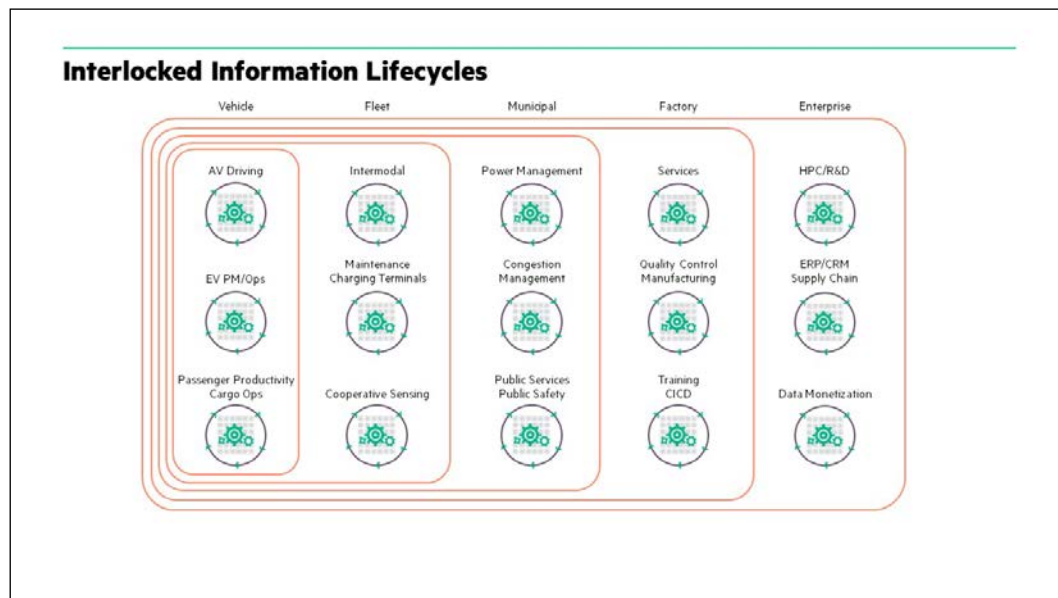 Interlocked Information Lifecycles
Vehicle
Fleet
Municipal
Factory
Enterprise
AV Driving
Intermodal
Power Management
Services
HPC/R&D
EV PM/Ops
Maintenance
Charging Terminals
Congestion
Management
Quality Control
Manufacturing
ERP/CRM
Supply Chain
Passenger Productivity
Cargo Ops
Cooperative Sensing
Public Services
Public Safety
Training
CICD
Data Monetization